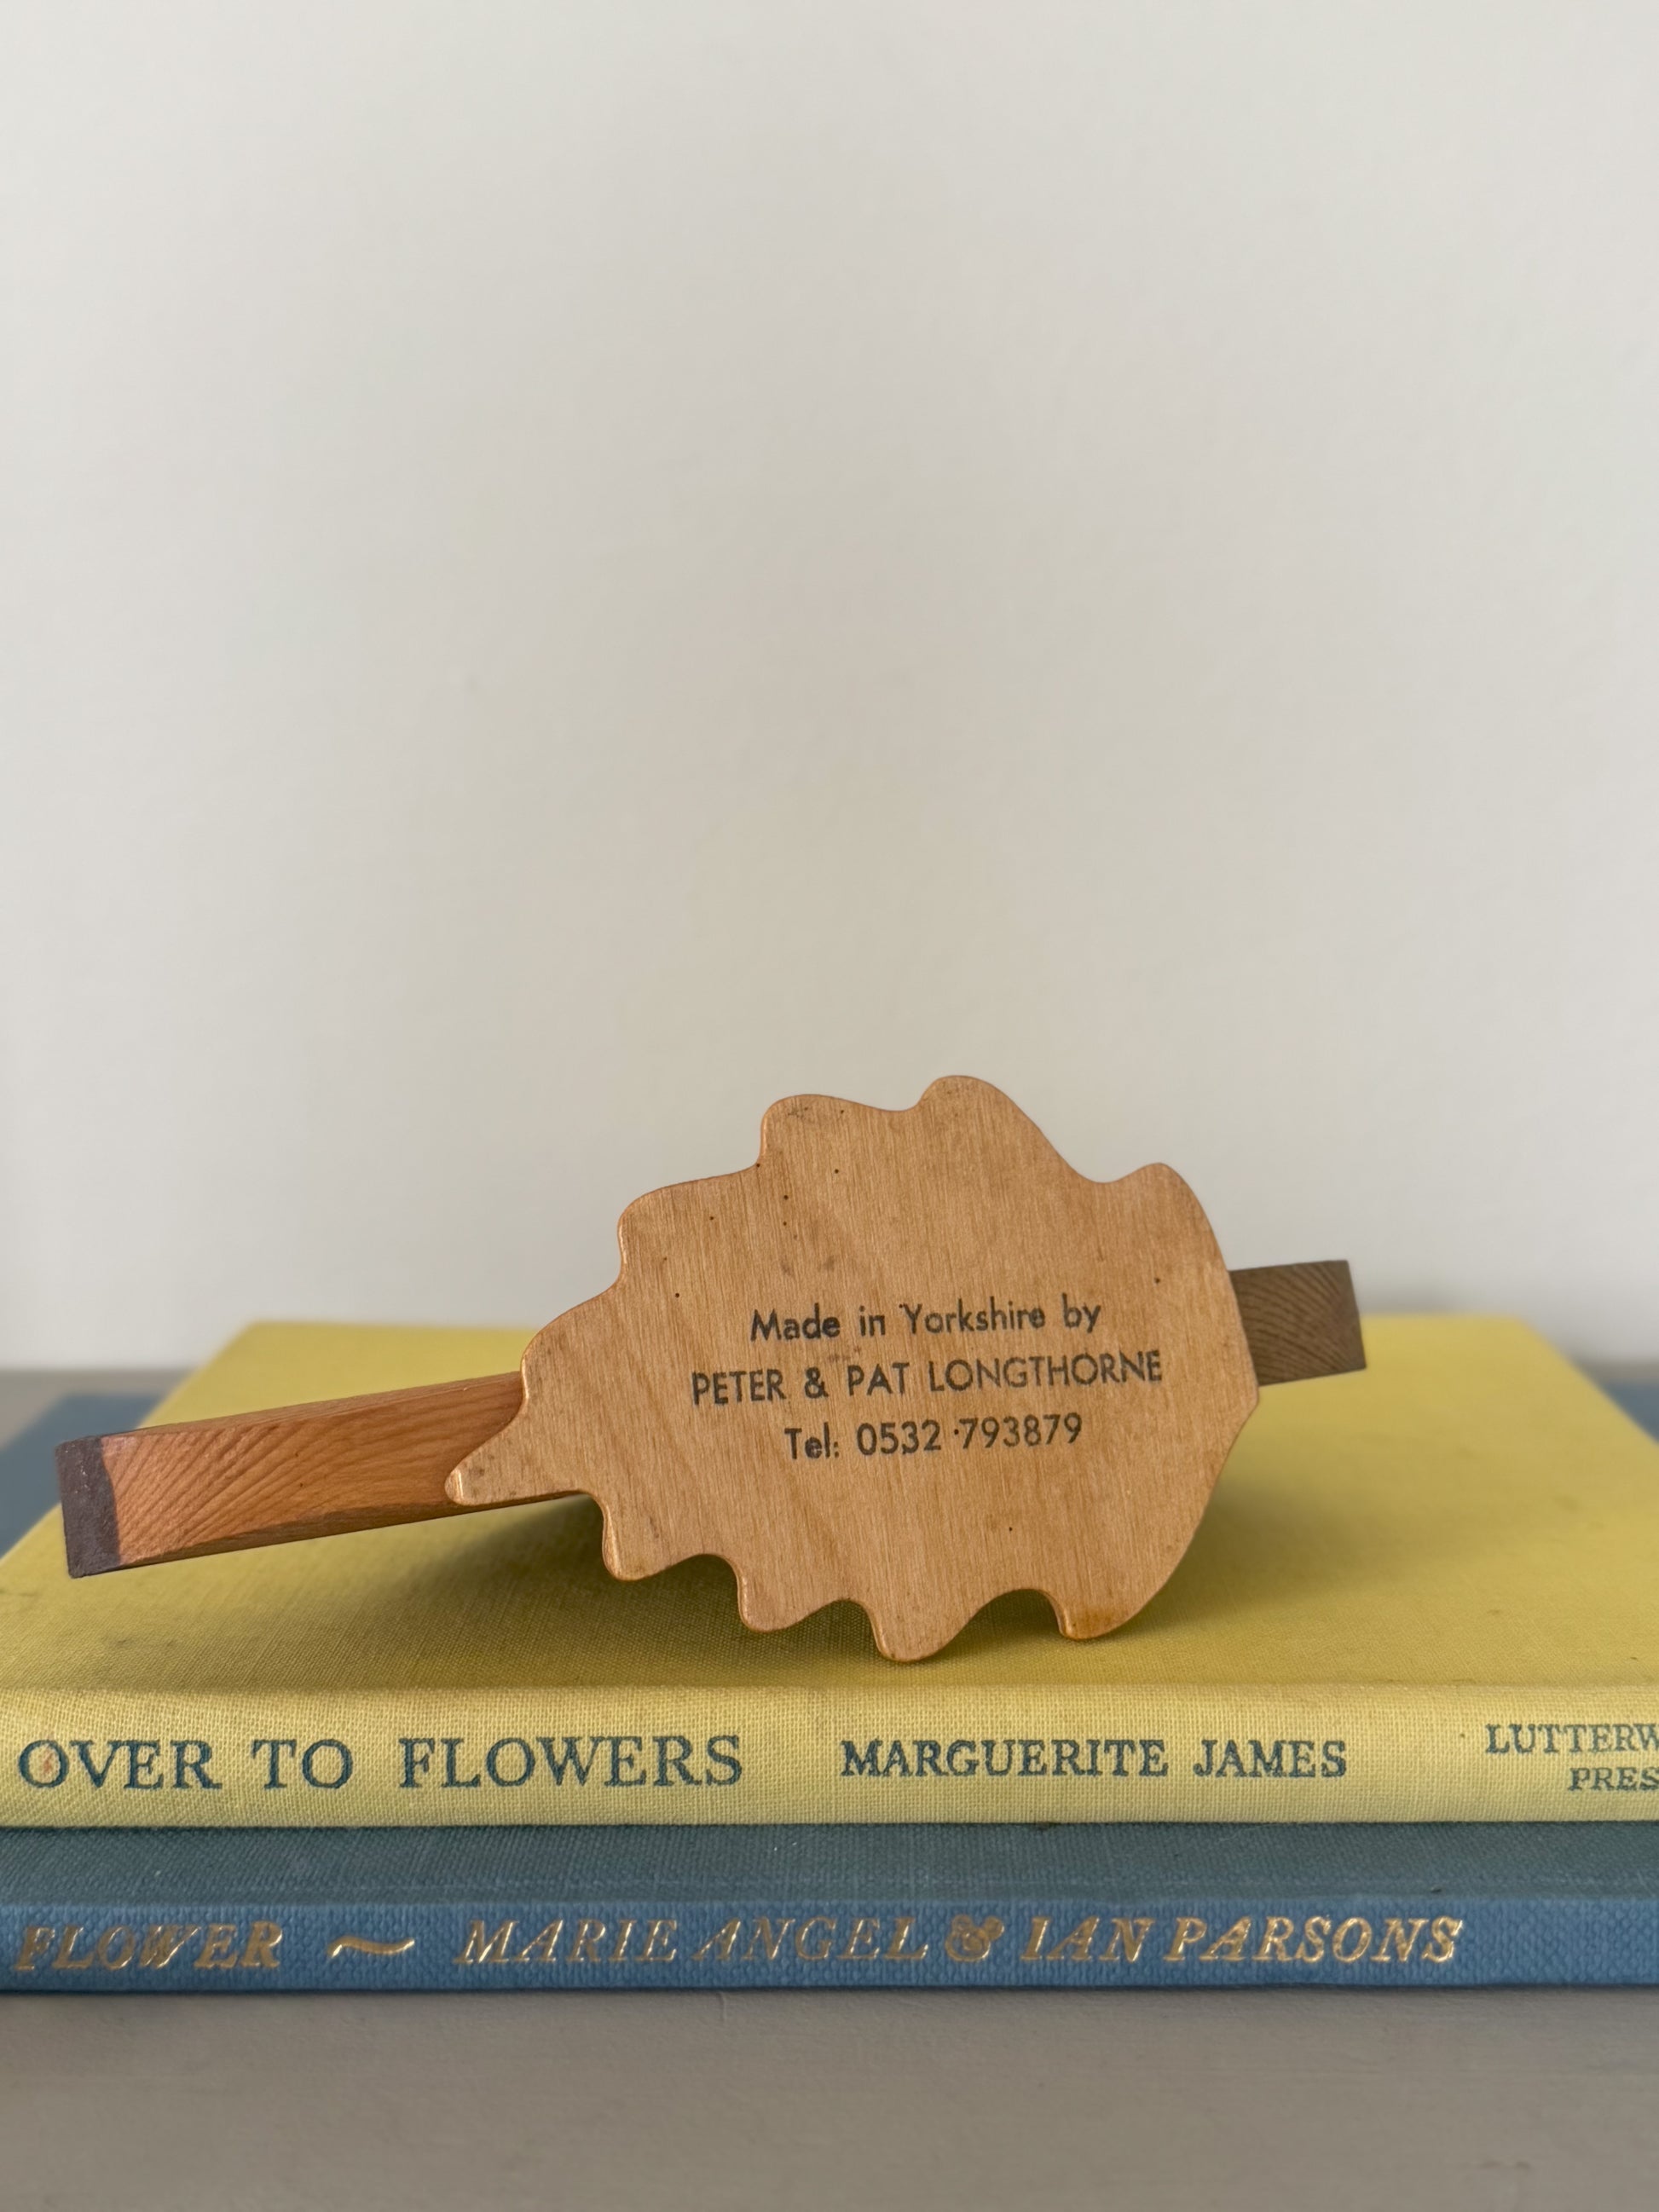 Made in Yorkshire by
PETER & PAT LONGTHORNE
Tel: 0532 793879
OVER TO FLOWERS MARGUERITE JAMES
FLOWER ~ MARIE ANGEL & IAN PARSONS